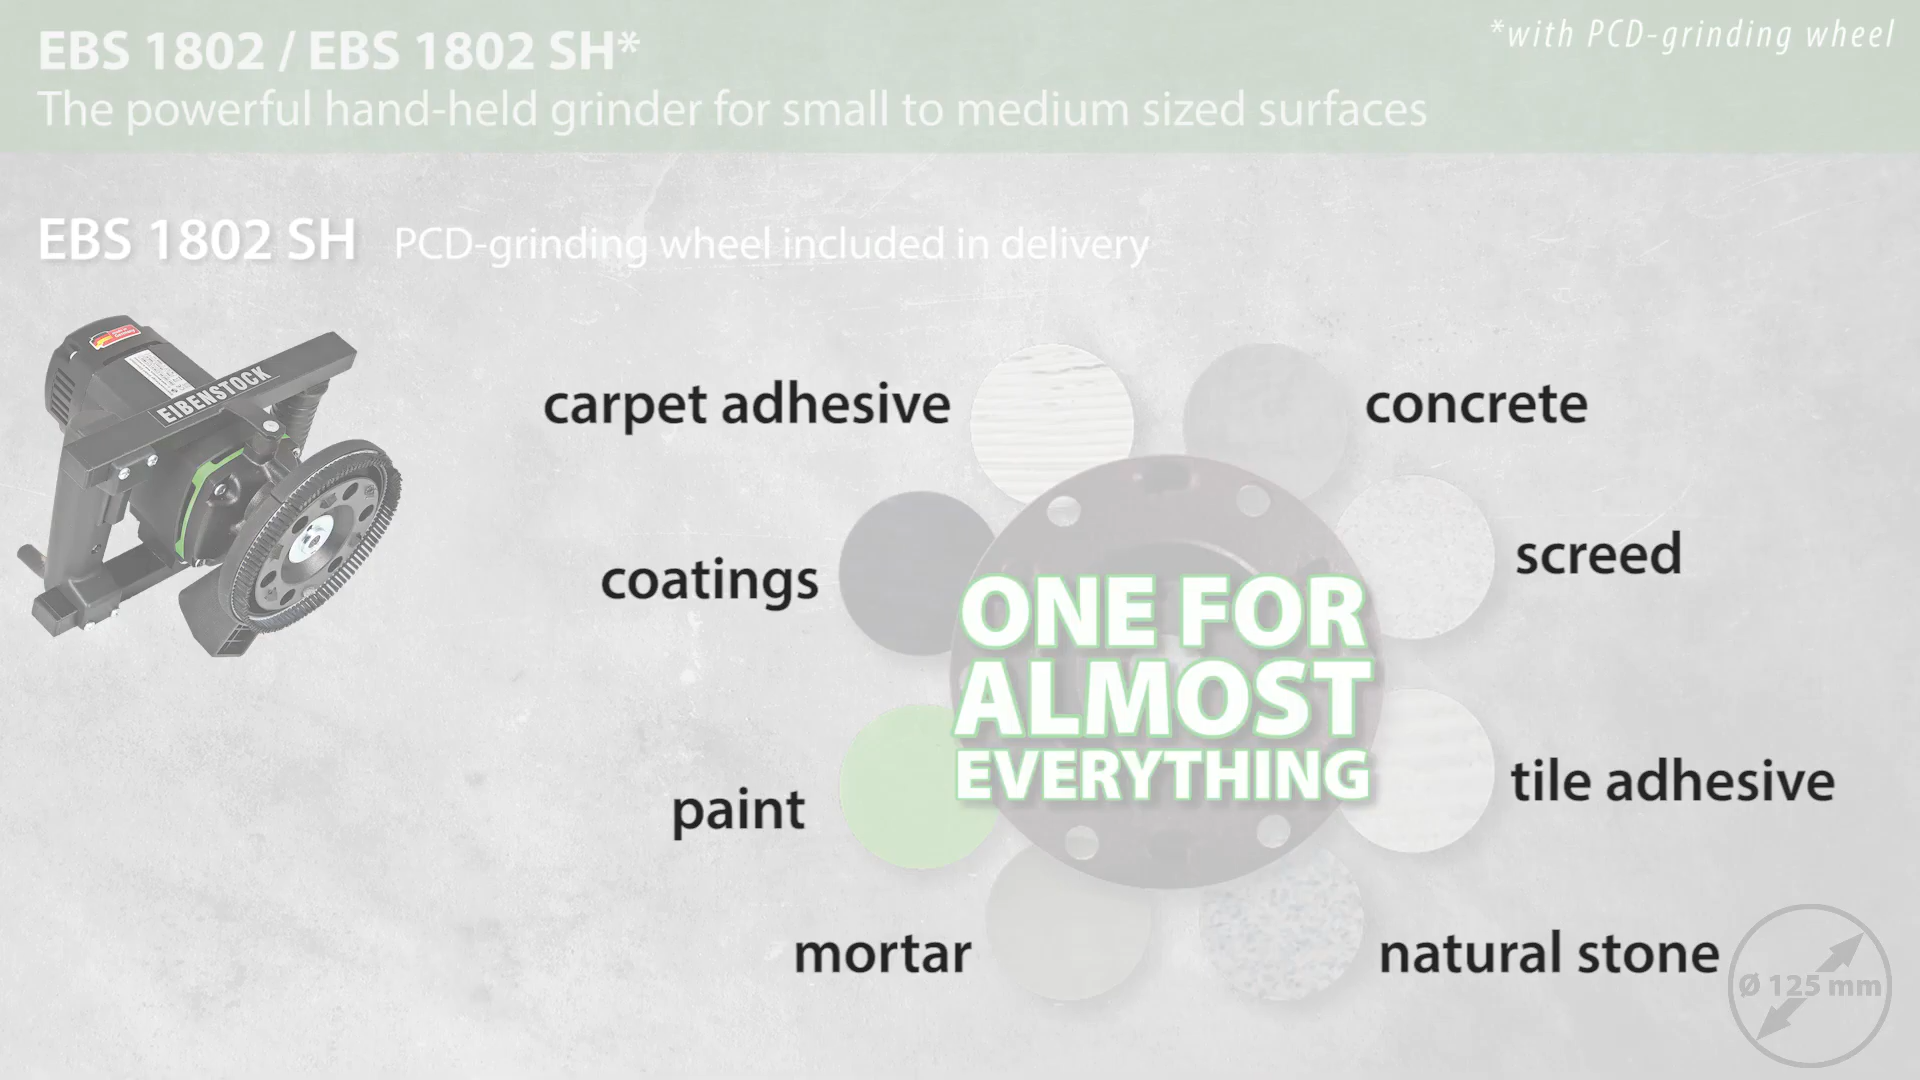 EBS 1802 / EBS 1802 SH*
*with PCD-grinding wheel
The powerful hand-held grinder for small to medium sized surfaces
EBS 1802 SH PCD-grinding wheel included in delivery
EIBENSTOCK
carpet adhesive
concrete
coatings
screed
ONE FOR
ALMOST
EVERYTHING
paint
tile adhesive
mortar
natural stone
Ø 125 mm